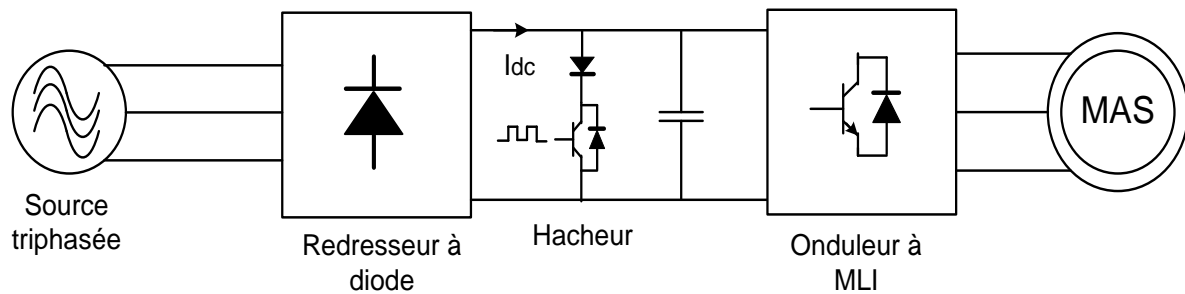 Source
triphasée
Redresseur à
diode
Idc
Hacheur
Onduleur à
MLI
MAS